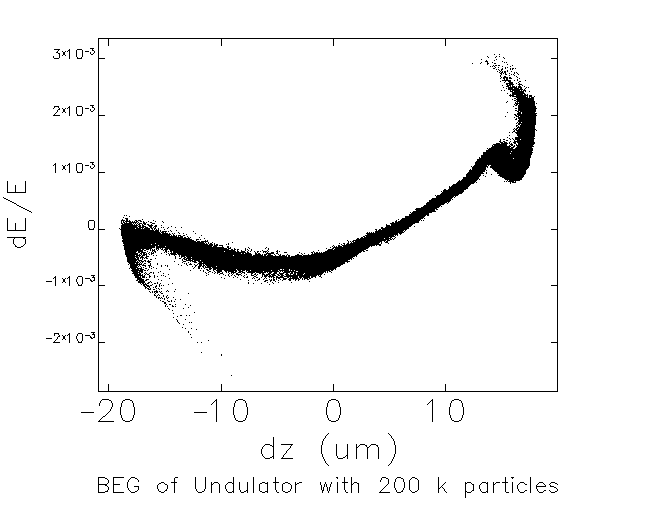 3×10⁻³
2×10⁻³
1×10⁻³
0
−1×10⁻³
−2×10⁻³
dE/E
−20 −10 0 10
dz (um)
BEG of Undulator with 200 k particles